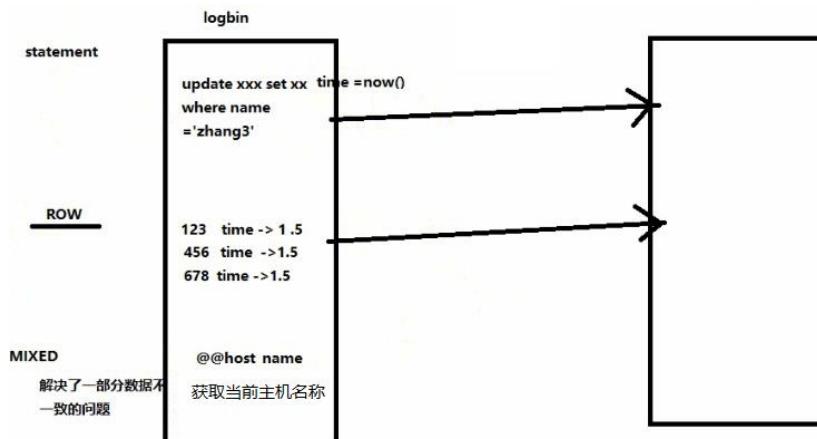 logbin
statement
update xxx set xx time =now()
where name
='zhang3'
ROW
123 time -> 1 .5
456 time ->1.5
678 time ->1.5
MIXED
@@host name
解决了一部分数据不
获取当前主机名称
一致的问题